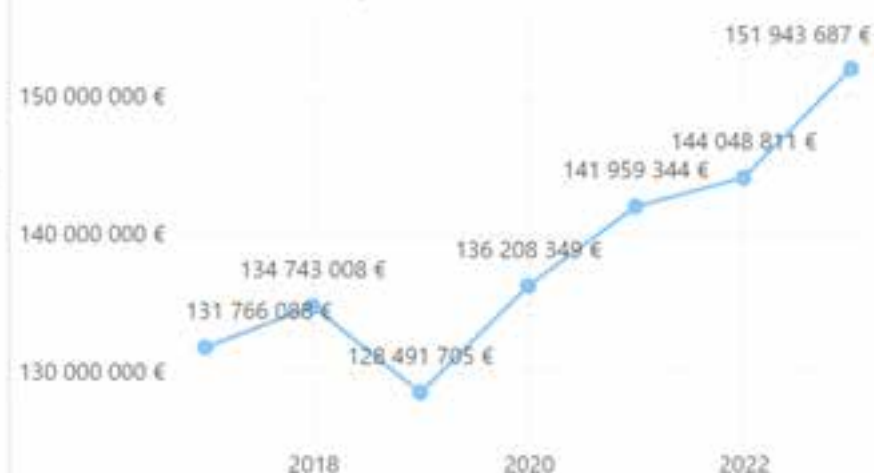 151 943 687 €
150 000 000 €
144 048 811 €
141 959 344 €
140 000 000 €
136 208 349 €
134 743 008 €
131 766 088 €
128 491 705 €
130 000 000 €
2018 2020 2022